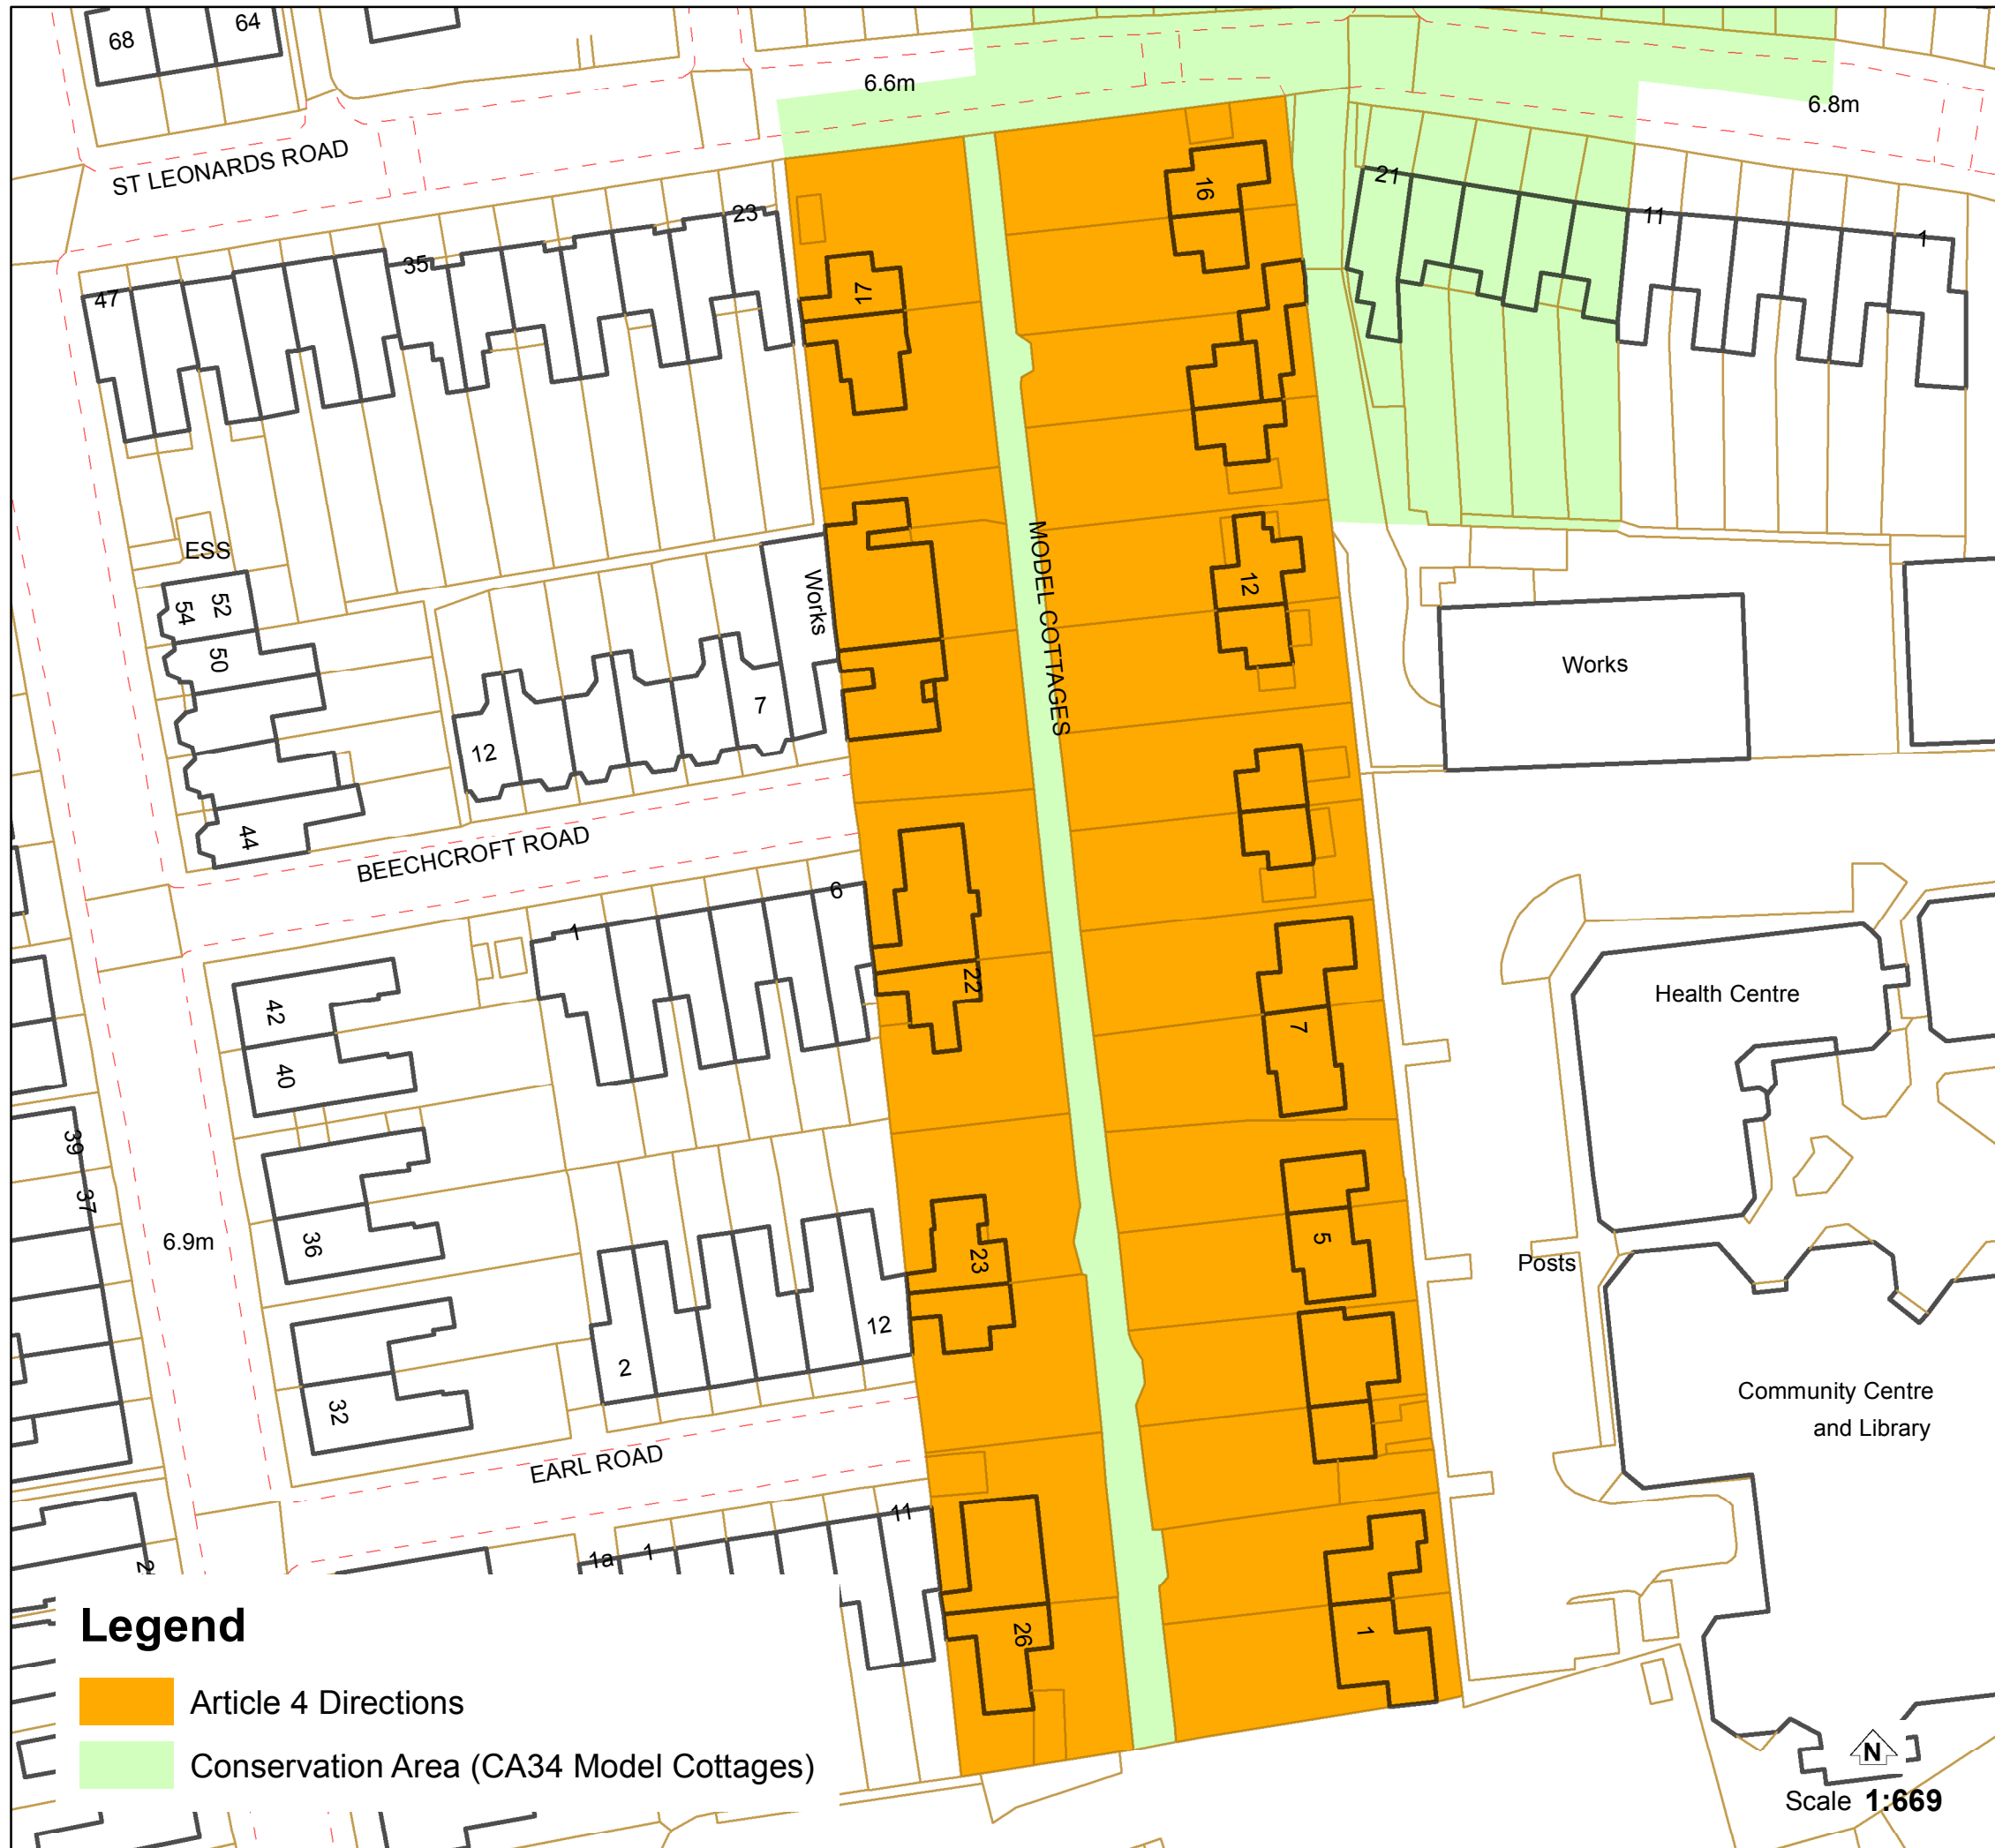 68
64
6.6m
6.8m
ST LEONARDS ROAD
16
21
23
11
1
35
47
17
ESS
54
52
50
Works
MODEL COTTAGES
12
Works
7
12
44
BEECHCROFT ROAD
6
1
22
42
40
Health Centre
7
39
37
6.9m
36
23
5
Posts
12
2
32
Community Centre
and Library
EARL ROAD
11
1a
1
2
26
1
Legend
Article 4 Directions
Conservation Area (CA34 Model Cottages)
N
Scale 1:669